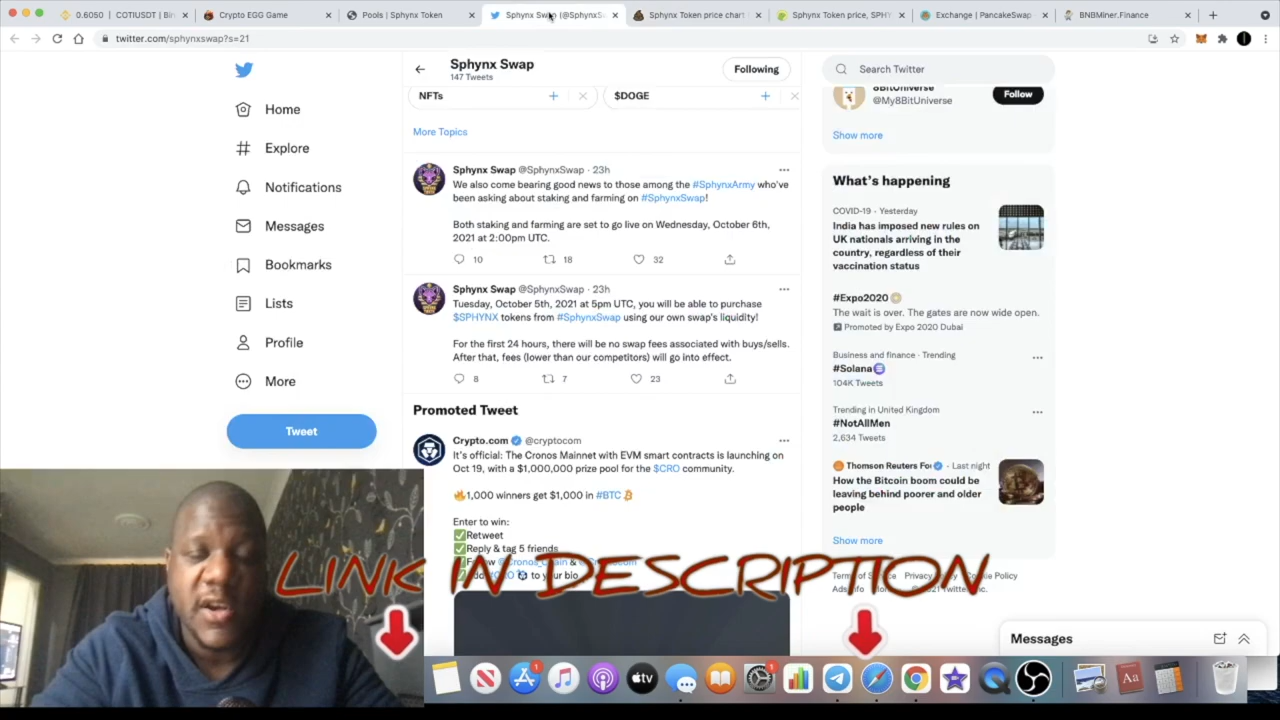 0.6050 | COTIUSDT | Bin
Crypto EGG Game
Pools | Sphynx Token
Sphynx Swap (@SphynxS
Sphynx Token price chart
Sphynx Token price, SPHY
Exchange | PancakeSwap
BNBMiner.Finance
twitter.com/sphynxswap?s=21
Home
Explore
Notifications
Messages
Bookmarks
Lists
Profile
More
Tweet
Sphynx Swap
147 Tweets
Following
NFTs
$DOGE
More Topics
Sphynx Swap @SphynxSwap · 23h
We also come bearing good news to those among the #SphynxArmy who've
been asking about staking and farming on #SphynxSwap!
Both staking and farming are set to go live on Wednesday, October 6th,
2021 at 2:00pm UTC.
10 18 32
Sphynx Swap @SphynxSwap · 23h
Tuesday, October 5th, 2021 at 5pm UTC, you will be able to purchase
$SPHYNX tokens from #SphynxSwap using our own swap's liquidity!
For the first 24 hours, there will be no swap fees associated with buys/sells.
After that, fees (lower than our competitors) will go into effect.
8 7 23
Promoted Tweet
Crypto.com @cryptocom
It's official: The Cronos Mainnet with EVM smart contracts is launching on
Oct 19, with a $1,000,000 prize pool for the $CRO community.
🔥1,000 winners get $1,000 in #BTC
Enter to win:
✅Retweet
✅Reply & tag 5 friends
to your bio
LINK IN DESCRIPTION
Search Twitter
8BitUniverse
@My8BitUniverse
Follow
Show more
What's happening
COVID-19 · Yesterday
India has imposed new rules on
UK nationals arriving in the
country, regardless of their
vaccination status
#Expo2020
The wait is over. The gates are now wide open.
Promoted by Expo 2020 Dubai
Business and finance · Trending
#Solana
104K Tweets
Trending in United Kingdom
#NotAllMen
2,634 Tweets
Thomson Reuters Fou · Last night
How the Bitcoin boom could be
leaving behind poorer and older
people
Show more
Messages
1
tv
1
Aa